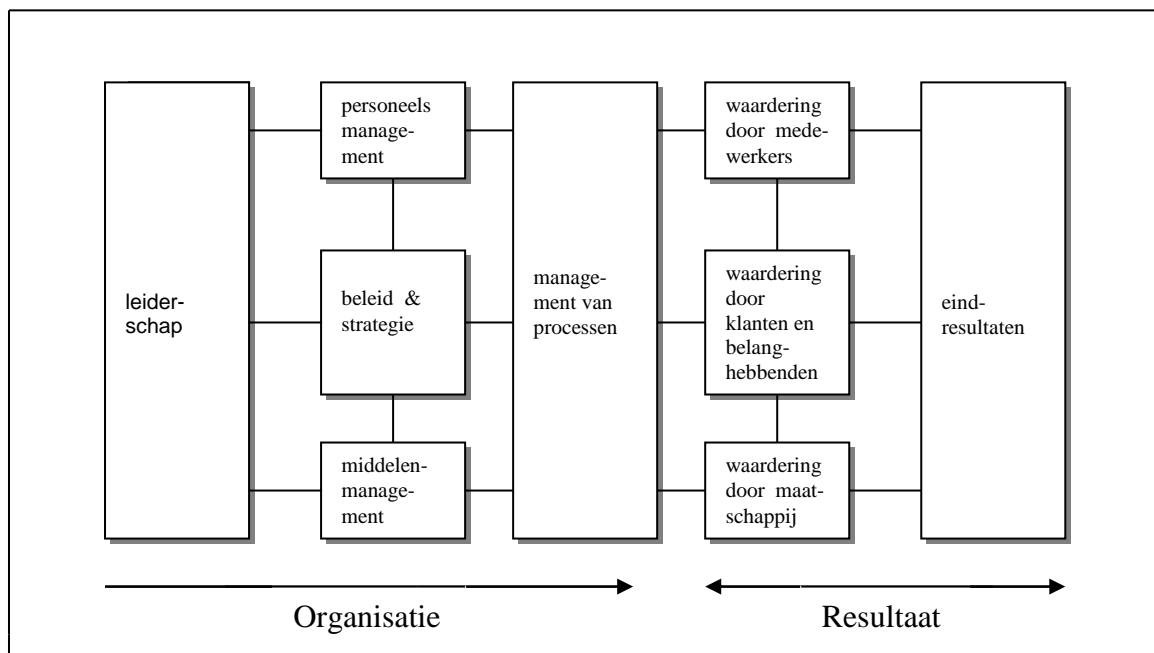 leider-
schap
personeels
manage-
ment
beleid &
strategie
middelen-
manage-
ment
manage-
ment van
processen
waardering
door mede-
werkers
waardering
door
klanten en
belang-
hebbenden
waardering
door maat-
schappij
eind-
resultaten
Organisatie
Resultaat